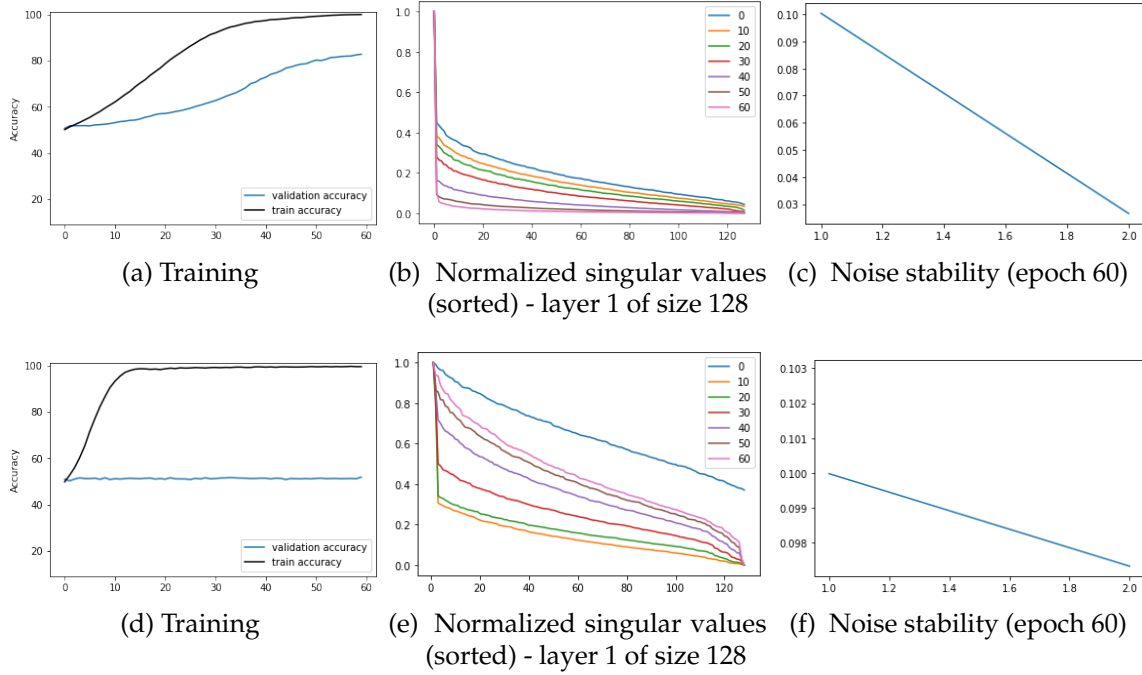 100
80
60
40
20
Accuracy
0 10 20 30 40 50 60
validation accuracy
train accuracy
(a) Training
1.0
0.8
0.6
0.4
0.2
0.0
0 20 40 60 80 100 120
0
10
20
30
40
50
60
(b) Normalized singular values
(sorted) - layer 1 of size 128
0.10
0.09
0.08
0.07
0.06
0.05
0.04
0.03
1.0 1.2 1.4 1.6 1.8 2.0
(c) Noise stability (epoch 60)
100
80
60
40
20
Accuracy
0 10 20 30 40 50 60
validation accuracy
train accuracy
(d) Training
1.0
0.8
0.6
0.4
0.2
0.0
0 20 40 60 80 100 120
0
10
20
30
40
50
60
(e) Normalized singular values
(sorted) - layer 1 of size 128
0.103
0.102
0.101
0.100
0.099
0.098
1.0 1.2 1.4 1.6 1.8 2.0
(f) Noise stability (epoch 60)